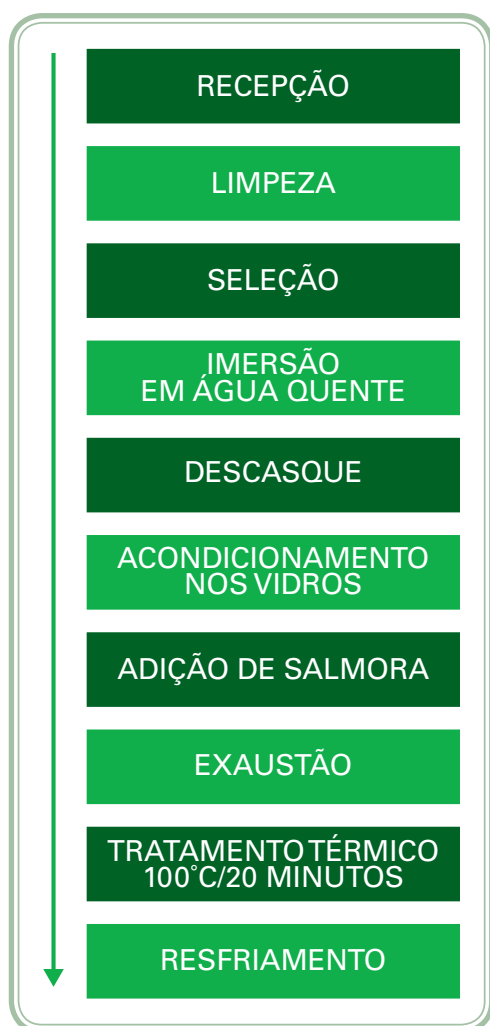 RECEPÇÃO
LIMPEZA
SELEÇÃO
IMERSÃO
EM ÁGUA QUENTE
DESCASQUE
ACONDICIONAMENTO
NOS VIDROS
ADIÇÃO DE SALMORA
EXAUSTÃO
TRATAMENTO TÉRMICO
100°C/20 MINUTOS
RESFRIAMENTO